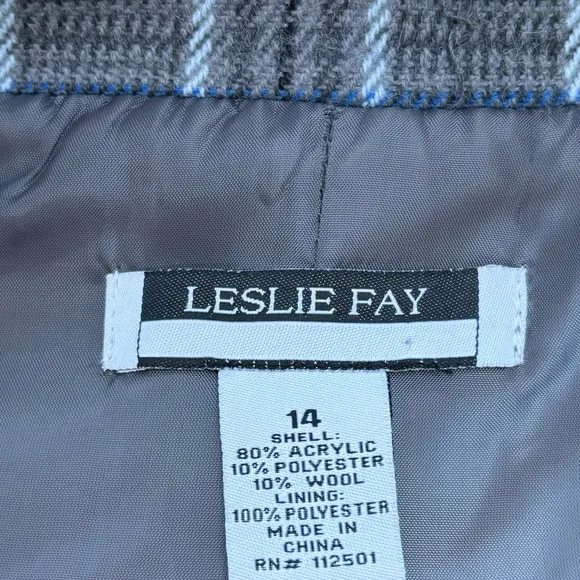 LESLIE FAY
14
SHELL:
80% ACRYLIC
10% POLYESTER
10% WOOL
LINING:
100% POLYESTER
MADE IN
CHINA
RN# 112501